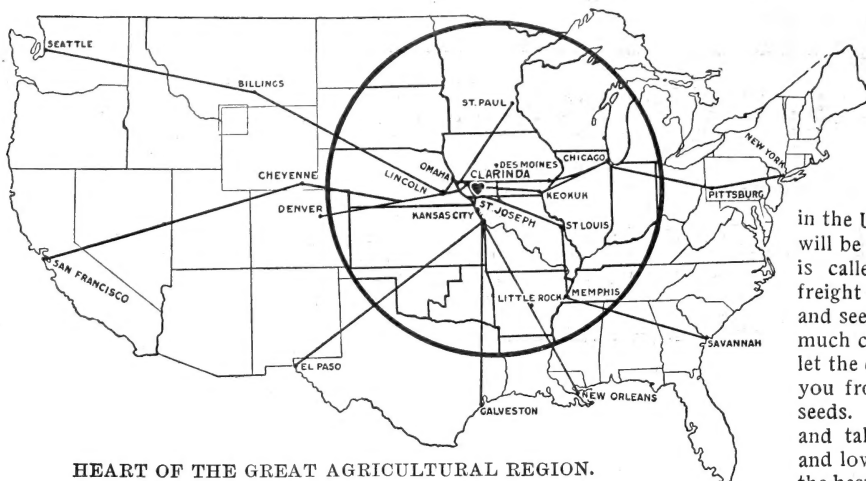 SEATTLE
BILLINGS
ST. PAUL
CHEYENNE
OMAHA
LINCOLN
DES MOINES
CLARINDA
CHICAGO
NEW YORK
PITTSBURG
KEOKUK
DENVER
KANSAS CITY
ST JOSEPH
ST LOUIS
SAN FRANCISCO
LITTLE ROCK
MEMPHIS
SAVANNAH
EL PASO
GALVESTON
NEW ORLEANS
HEART OF THE GREAT AGRICULTURAL REGION.
in the U
will be
is calle
freight
and see
much c
let the
you fro
seeds.
and tal
and lov